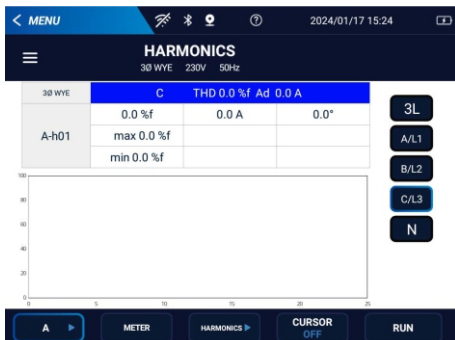 < MENU 2024/01/17 15:24
HARMONICS
3Ø WYE 230V 50Hz
3Ø WYE C THD 0.0 %f Ad 0.0 A
A-h01 0.0 %f 0.0 A 0.0°
max 0.0 %f
min 0.0 %f
3L
A/L1
B/L2
C/L3
N
100
80
60
40
20
0
0 5 10 15 20 25
A METER HARMONICS CURSOR OFF RUN